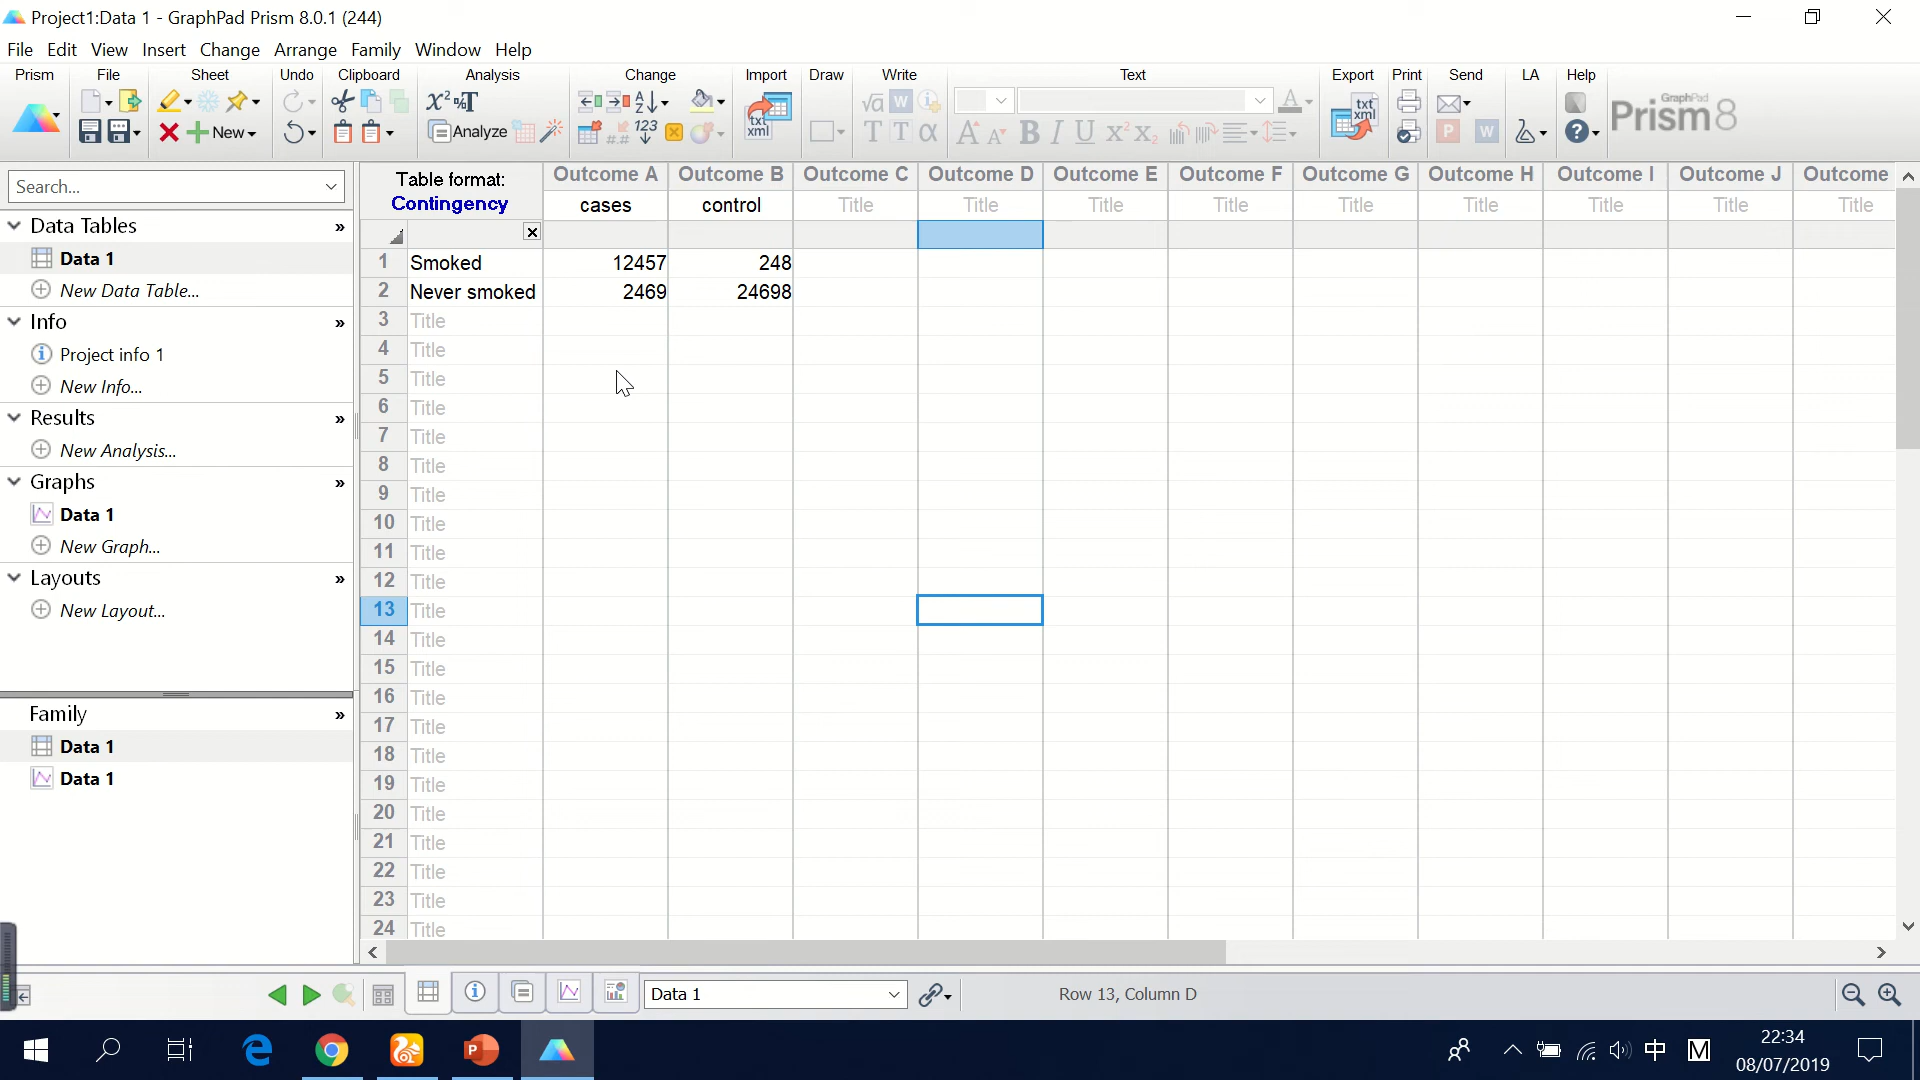 Project1:Data 1 - GraphPad Prism 8.0.1 (244)
File Edit View Insert Change Arrange Family Window Help
Prism File Sheet Undo Clipboard Analysis Change Import Draw Write Text Export Print Send LA Help
New
Analyze
GraphPad
Prism 8
Search...
Data Tables »
Data 1
New Data Table...
Info »
Project info 1
New Info...
Results »
New Analysis...
Graphs »
Data 1
New Graph...
Layouts »
New Layout...
Family »
Data 1
Data 1
Table format:
Contingency
Outcome A Outcome B Outcome C Outcome D Outcome E Outcome F Outcome G Outcome H Outcome I Outcome J Outcome
cases control Title Title Title Title Title Title Title Title Title
1 Smoked 12457 248
2 Never smoked 2469 24698
3 Title
4 Title
5 Title
6 Title
7 Title
8 Title
9 Title
10 Title
11 Title
12 Title
13 Title
14 Title
15 Title
16 Title
17 Title
18 Title
19 Title
20 Title
21 Title
22 Title
23 Title
24 Title
Data 1
Row 13, Column D
中
M
22:34
08/07/2019